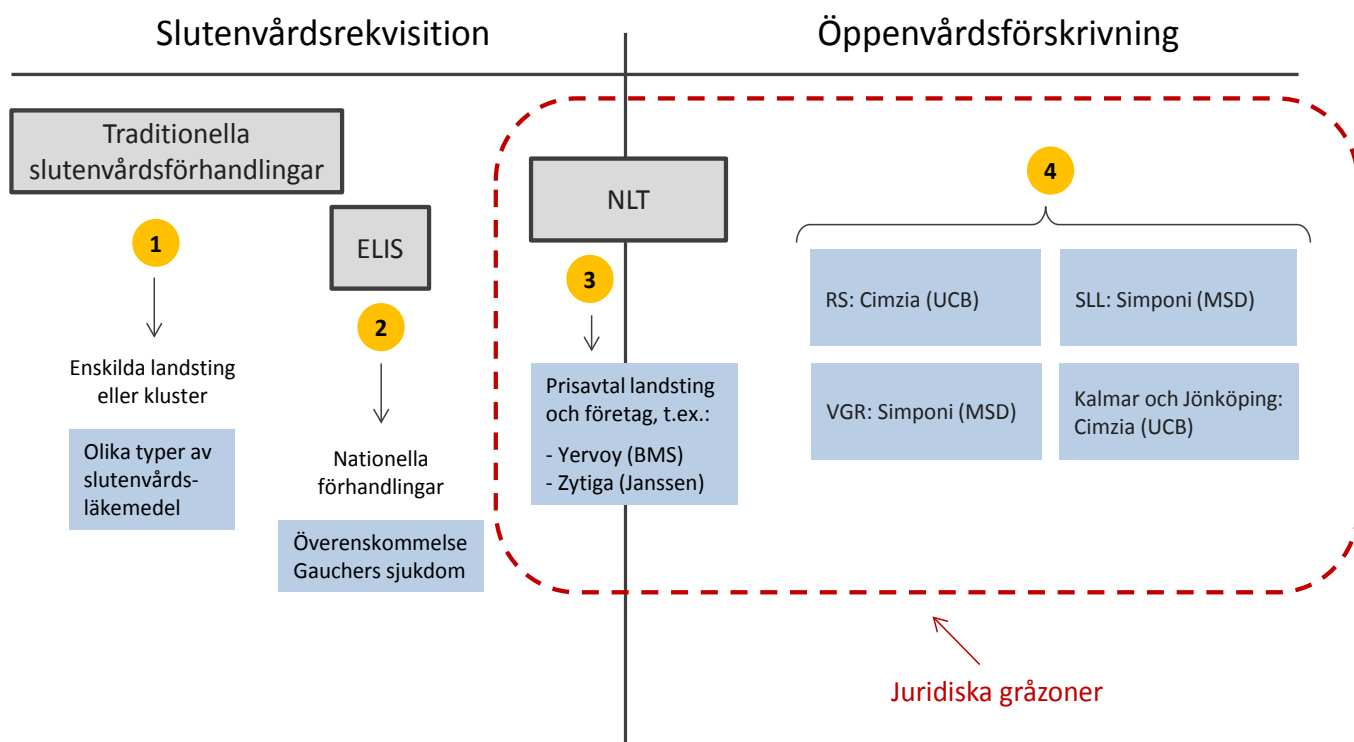 Slutenvårdsrekvisition
Öppenvårdsförskrivning
Traditionella
slutenvårdsförhandlingar
1
Enskilda landsting
eller kluster
Olika typer av
slutenvårds-
läkemedel
ELIS
2
Nationella
förhandlingar
Överenskommelse
Gauchers sjukdom
NLT
3
Prisavtal landsting
och företag, t.ex.:
- Yervoy (BMS)
- Zytiga (Janssen)
4
RS: Cimzia (UCB)
SLL: Simponi (MSD)
VGR: Simponi (MSD)
Kalmar och Jönköping:
Cimzia (UCB)
Juridiska gråzoner